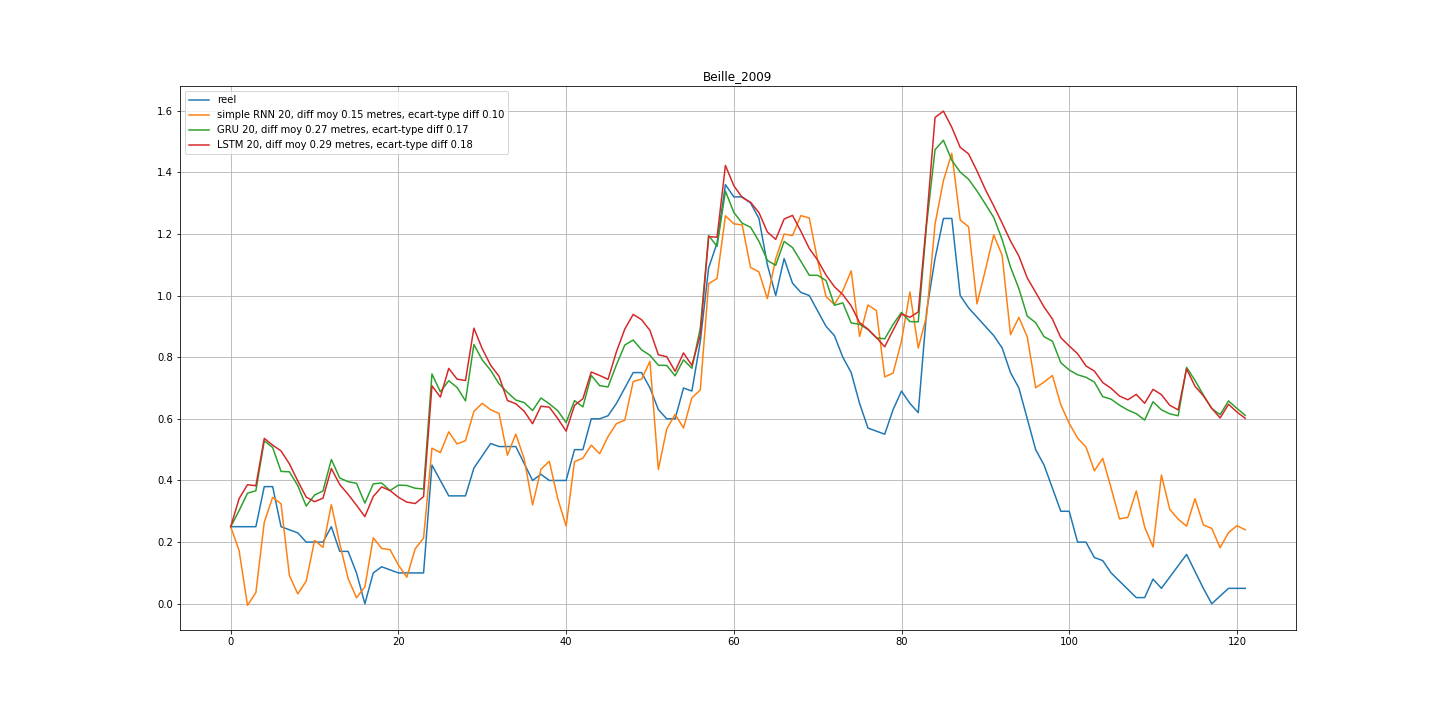 Beille_2009
reel
simple RNN 20, diff moy 0.15 metres, ecart-type diff 0.10
GRU 20, diff moy 0.27 metres, ecart-type diff 0.17
LSTM 20, diff moy 0.29 metres, ecart-type diff 0.18
1.6
1.4
1.2
1.0
0.8
0.6
0.4
0.2
0.0
0 20 40 60 80 100 120